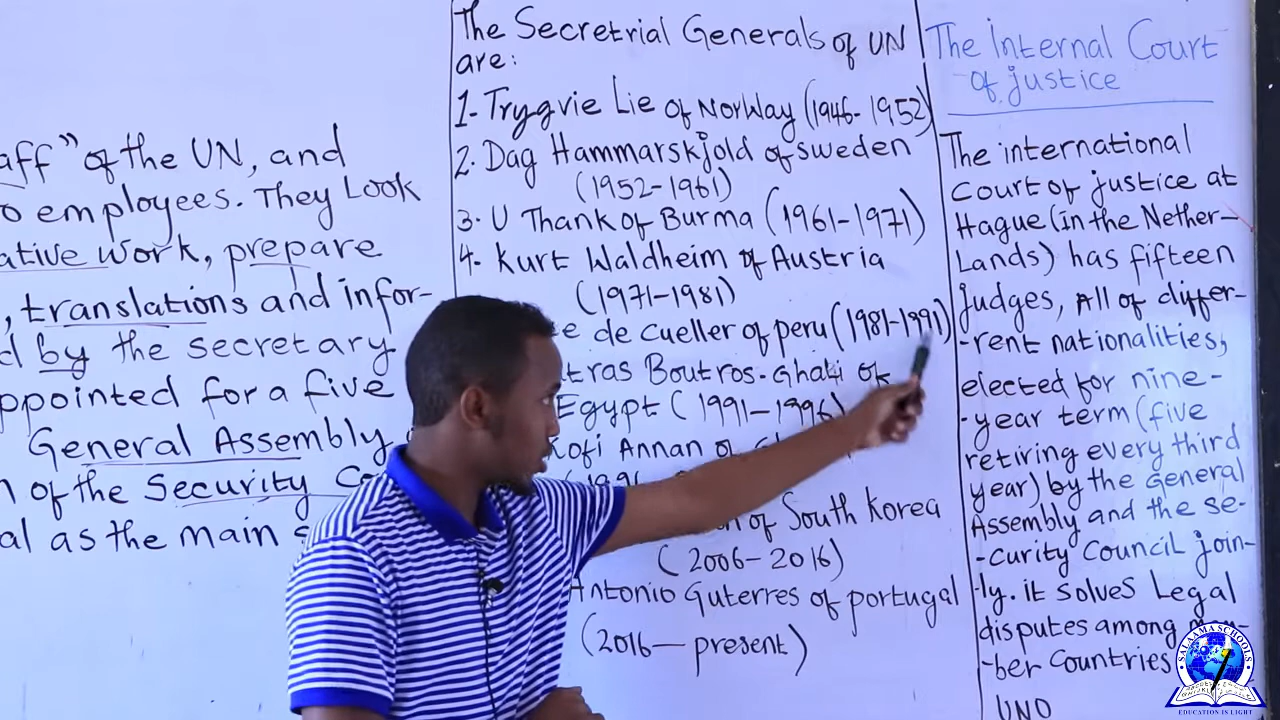 aff" of the UN, and
o employees. They Look
ative work, prepare
, translations and infor-
d by the secretary
ppointed for a five
General Assembly
n of the Security Co
al as the main s
The Secretrial Generals of UN
are:
1- Trygvie Lie of Norway (1946-1952)
2. Dag Hammarskjold of sweden
(1952-1961)
3. U Thank of Burma (1961-1971)
4. Kurt Waldheim of Austria
(1971-1981)
e de cueller of peru (1981-1991)
tras Boutros-Ghali of
Egypt (1991-1996)
Kofi Annan of
(1996
of South Korea
(2006-2016)
Antonio Guterres of portugal
(2016—present)
The Internal Court
of justice
The international
Court of justice at
Hague (in the Nether-
Lands) has fifteen
judges, All of differ-
-rent nationalities,
elected for nine-
-year term (five
retiring every third
year) by the general
Assembly and the se-
-curity Council join-
-ly. it solves Legal
disputes among mem-
-ber Countries
UNO
SALAAMA SCHOOLS
EDUCATION IS LIGHT